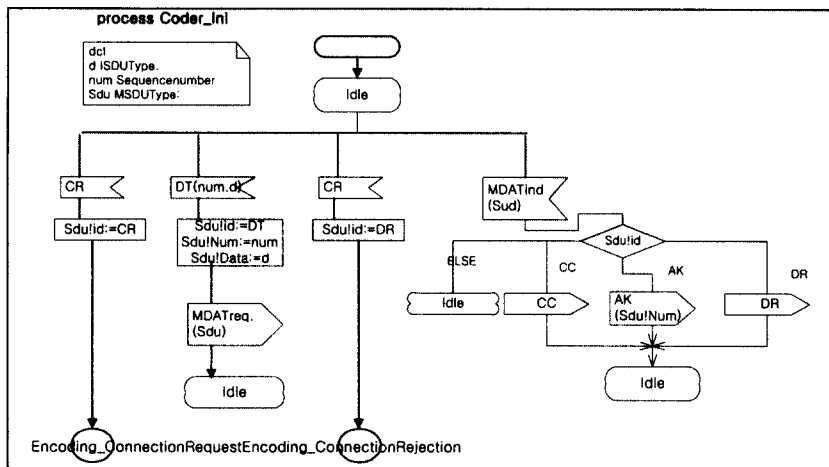 process Coder_Ini
dcl
d ISDUType.
num Sequencenumber
Sdu MSDUType:
Idle
CR
DT(num.d)
CR
MDATind
(Sud)
Sdu!id:=CR
Sdu!id:=DT
Sdu!Num:=num
Sdu!Data:=d
Sdu!id:=DR
Sdu!id
ELSE
CC
AK
DR
MDATreq.
(Sdu)
Idle
CC
AK
(Sdu!Num)
DR
Idle
Idle
Encoding_ConnectionRequest
Encoding_ConnectionRejection